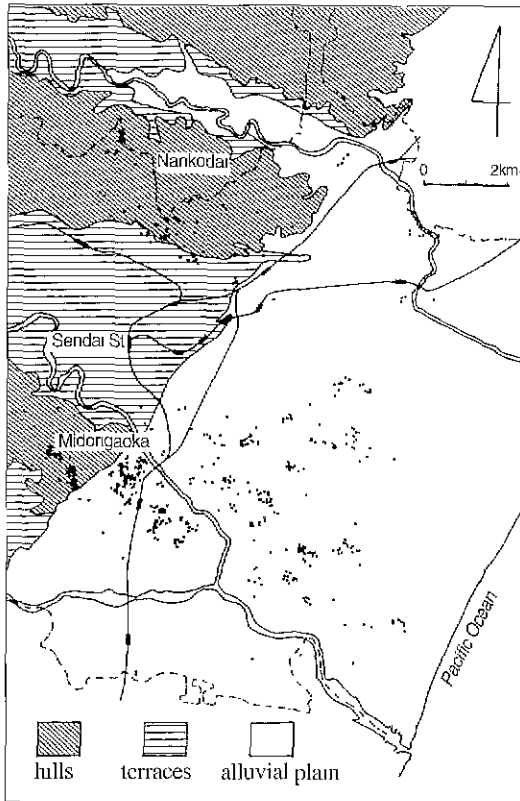 Nankodai
0 2km
Sendai St
Midorigaoka
Pacific Ocean
hills terraces alluvial plain